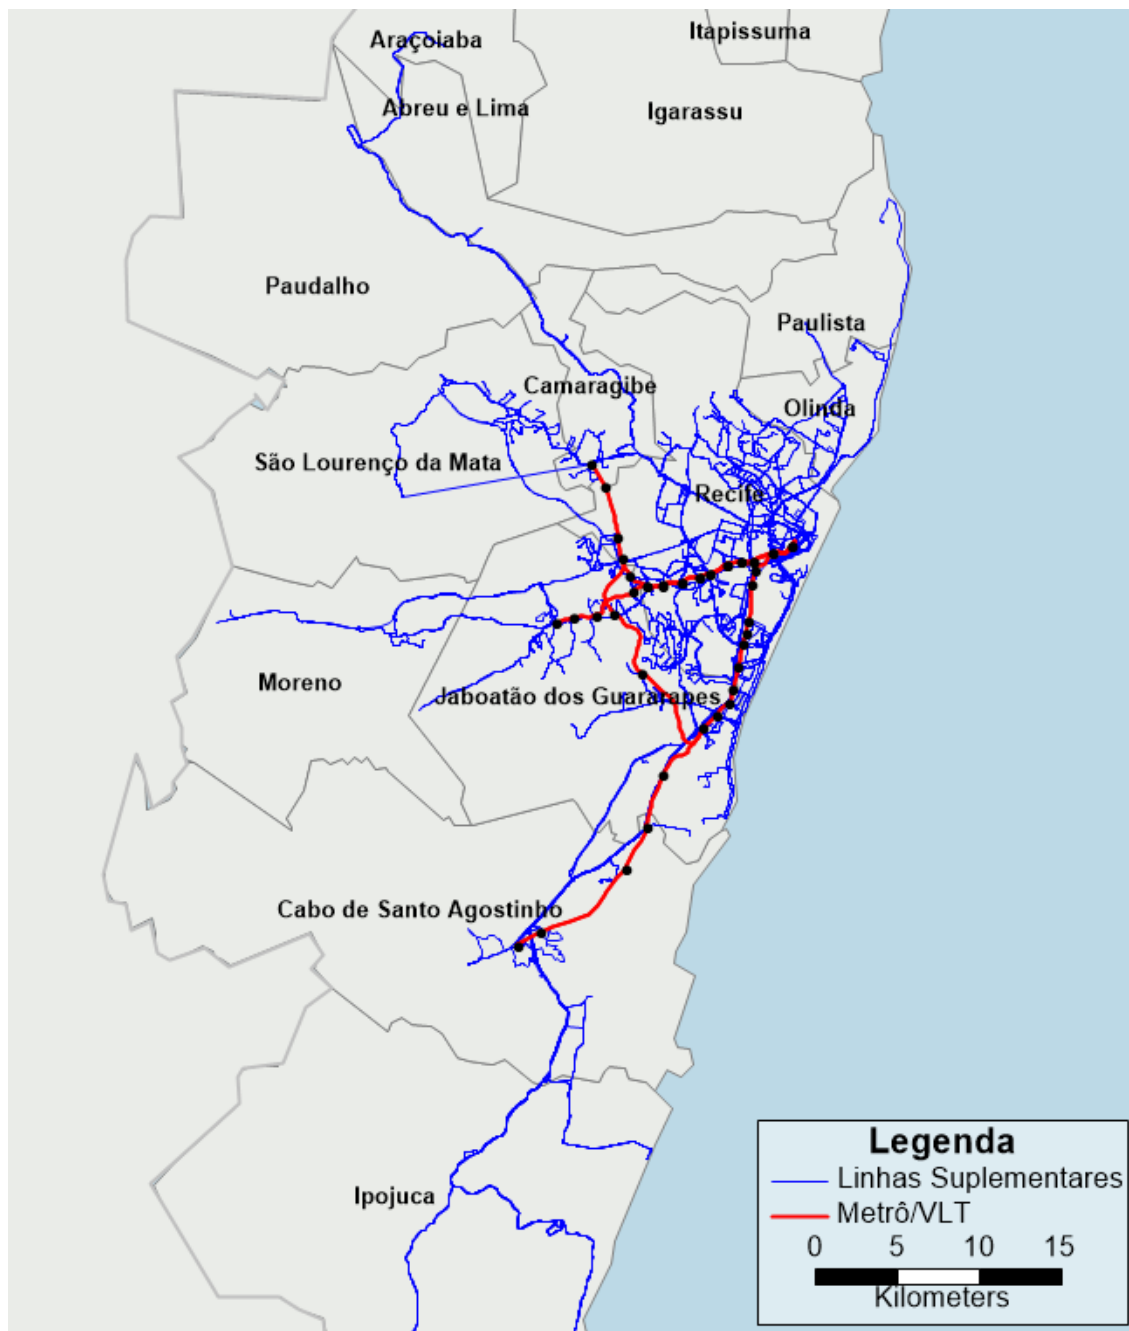 Araçoiaba
Itapissuma
Abreu e Lima
Igarassu
Paudalho
Paulista
Camaragibe
Olinda
São Lourenço da Mata
Recife
Moreno
Jaboatão dos Guararapes
Cabo de Santo Agostinho
Ipojuca
Legenda
Linhas Suplementares
Metrô/VLT
0 5 10 15
Kilometers